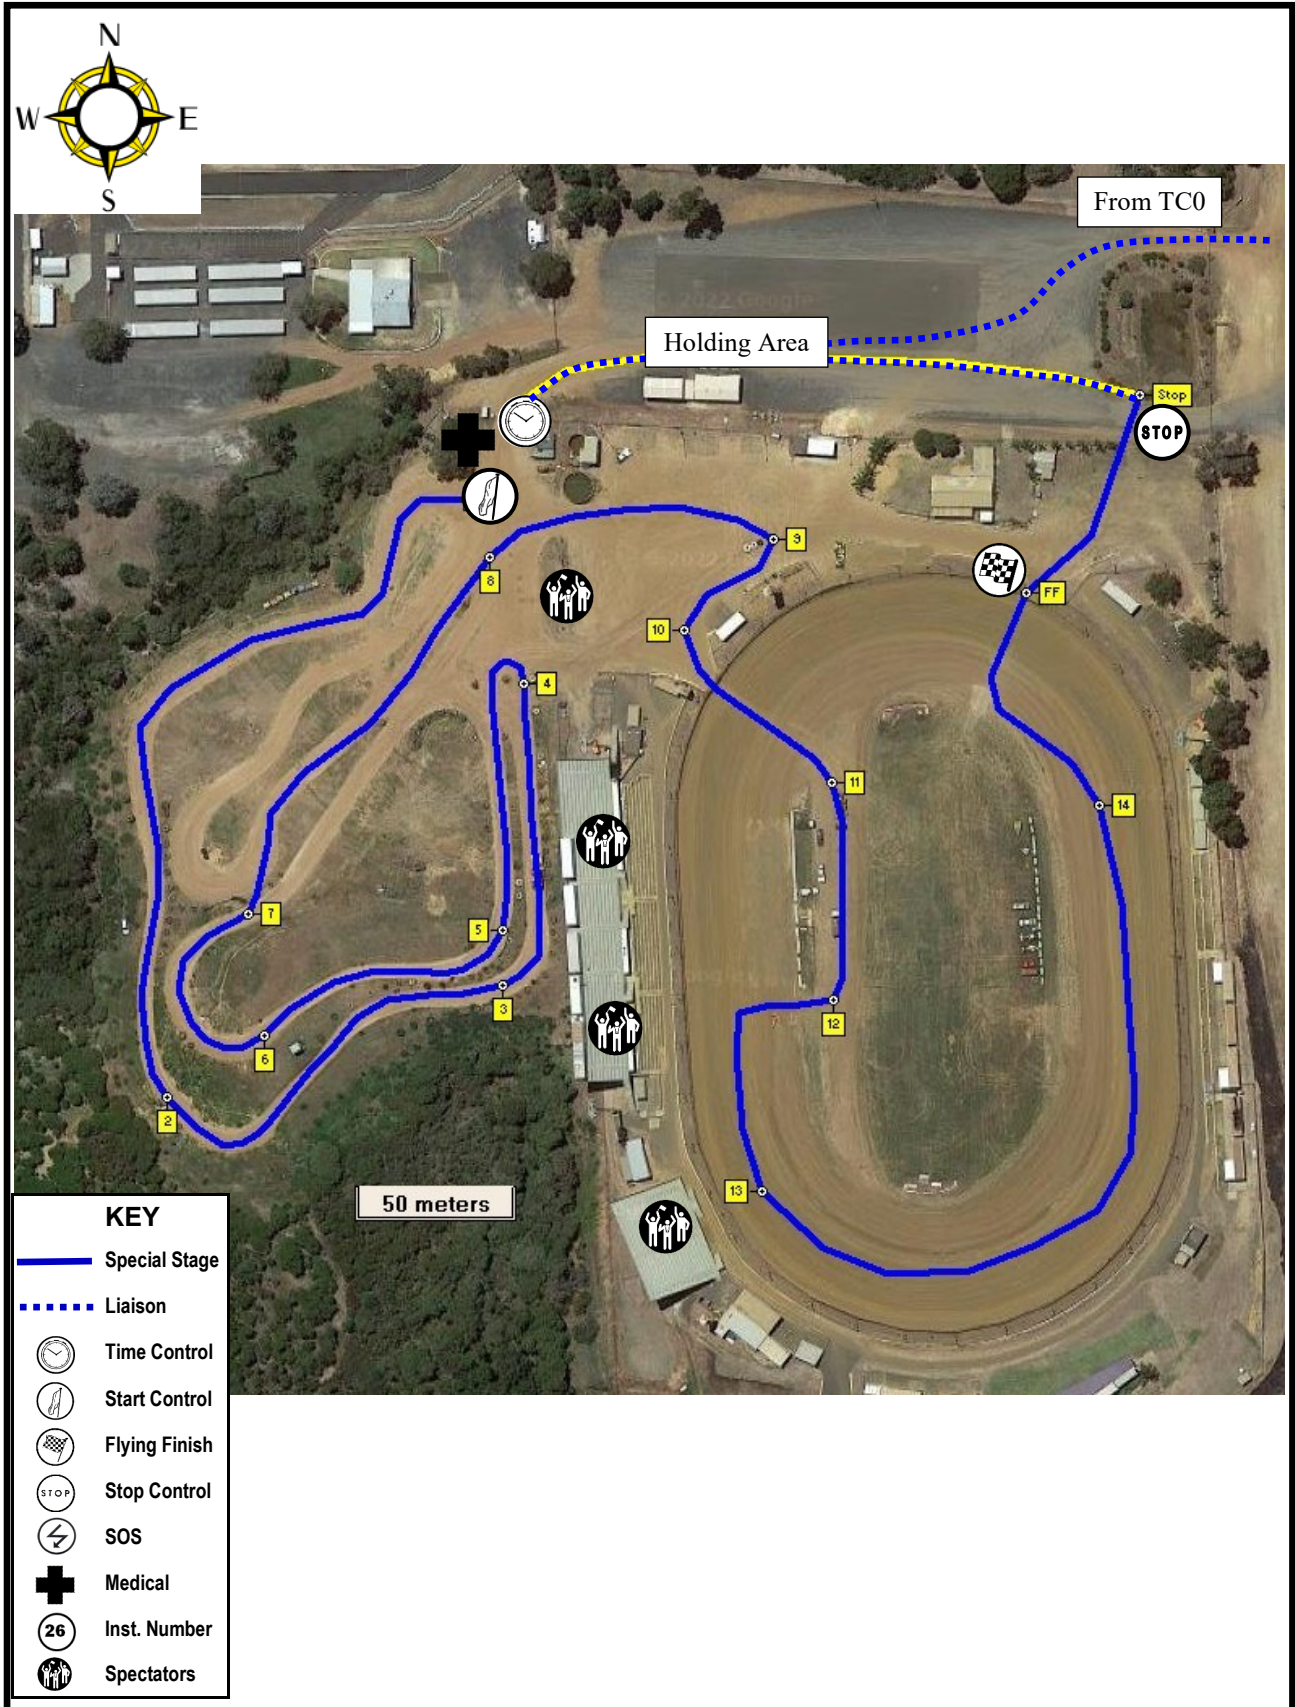 N
W E
S
From TC0
© 2022 Google
Holding Area
Stop
STOP
9
8
FF
10
4
11
14
7
5
3
12
6
2
13
50 meters
KEY
Special Stage
Liaison
Time Control
Start Control
Flying Finish
STOP Stop Control
SOS
Medical
26 Inst. Number
Spectators